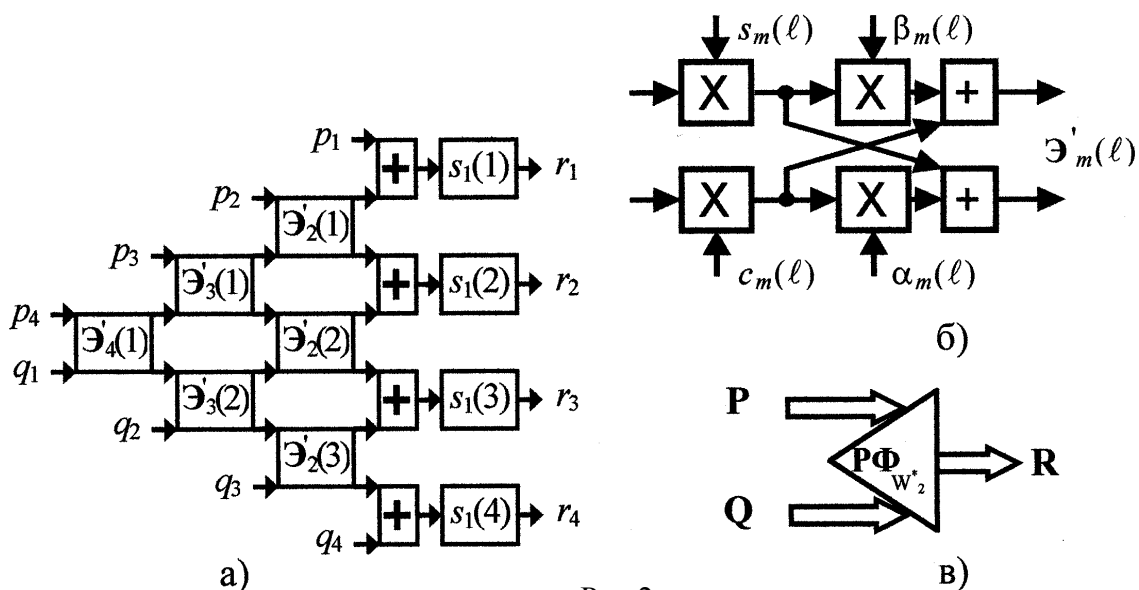 p₁ + s₁(1) r₁
p₂ Э'₂(1)
p₃ Э'₃(1) + s₁(2) r₂
p₄ Э'₄(1) Э'₂(2)
q₁ Э'₃(2) + s₁(3) r₃
q₂ Э'₂(3)
q₃ + s₁(4) r₄
q₄
а)
sₘ(ℓ) βₘ(ℓ)
X X +
Э'ₘ(ℓ)
X X +
cₘ(ℓ) αₘ(ℓ)
б)
P
PΦ_W*₂ R
Q
в)